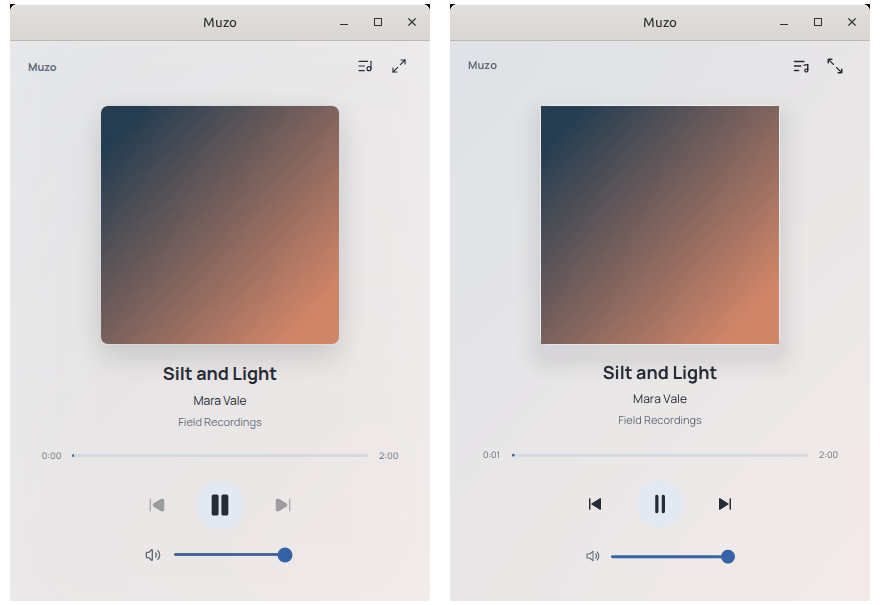 Muzo
Muzo
Silt and Light
Mara Vale
Field Recordings
0:00
2:00
Muzo
Muzo
Silt and Light
Mara Vale
Field Recordings
0:01
2:00